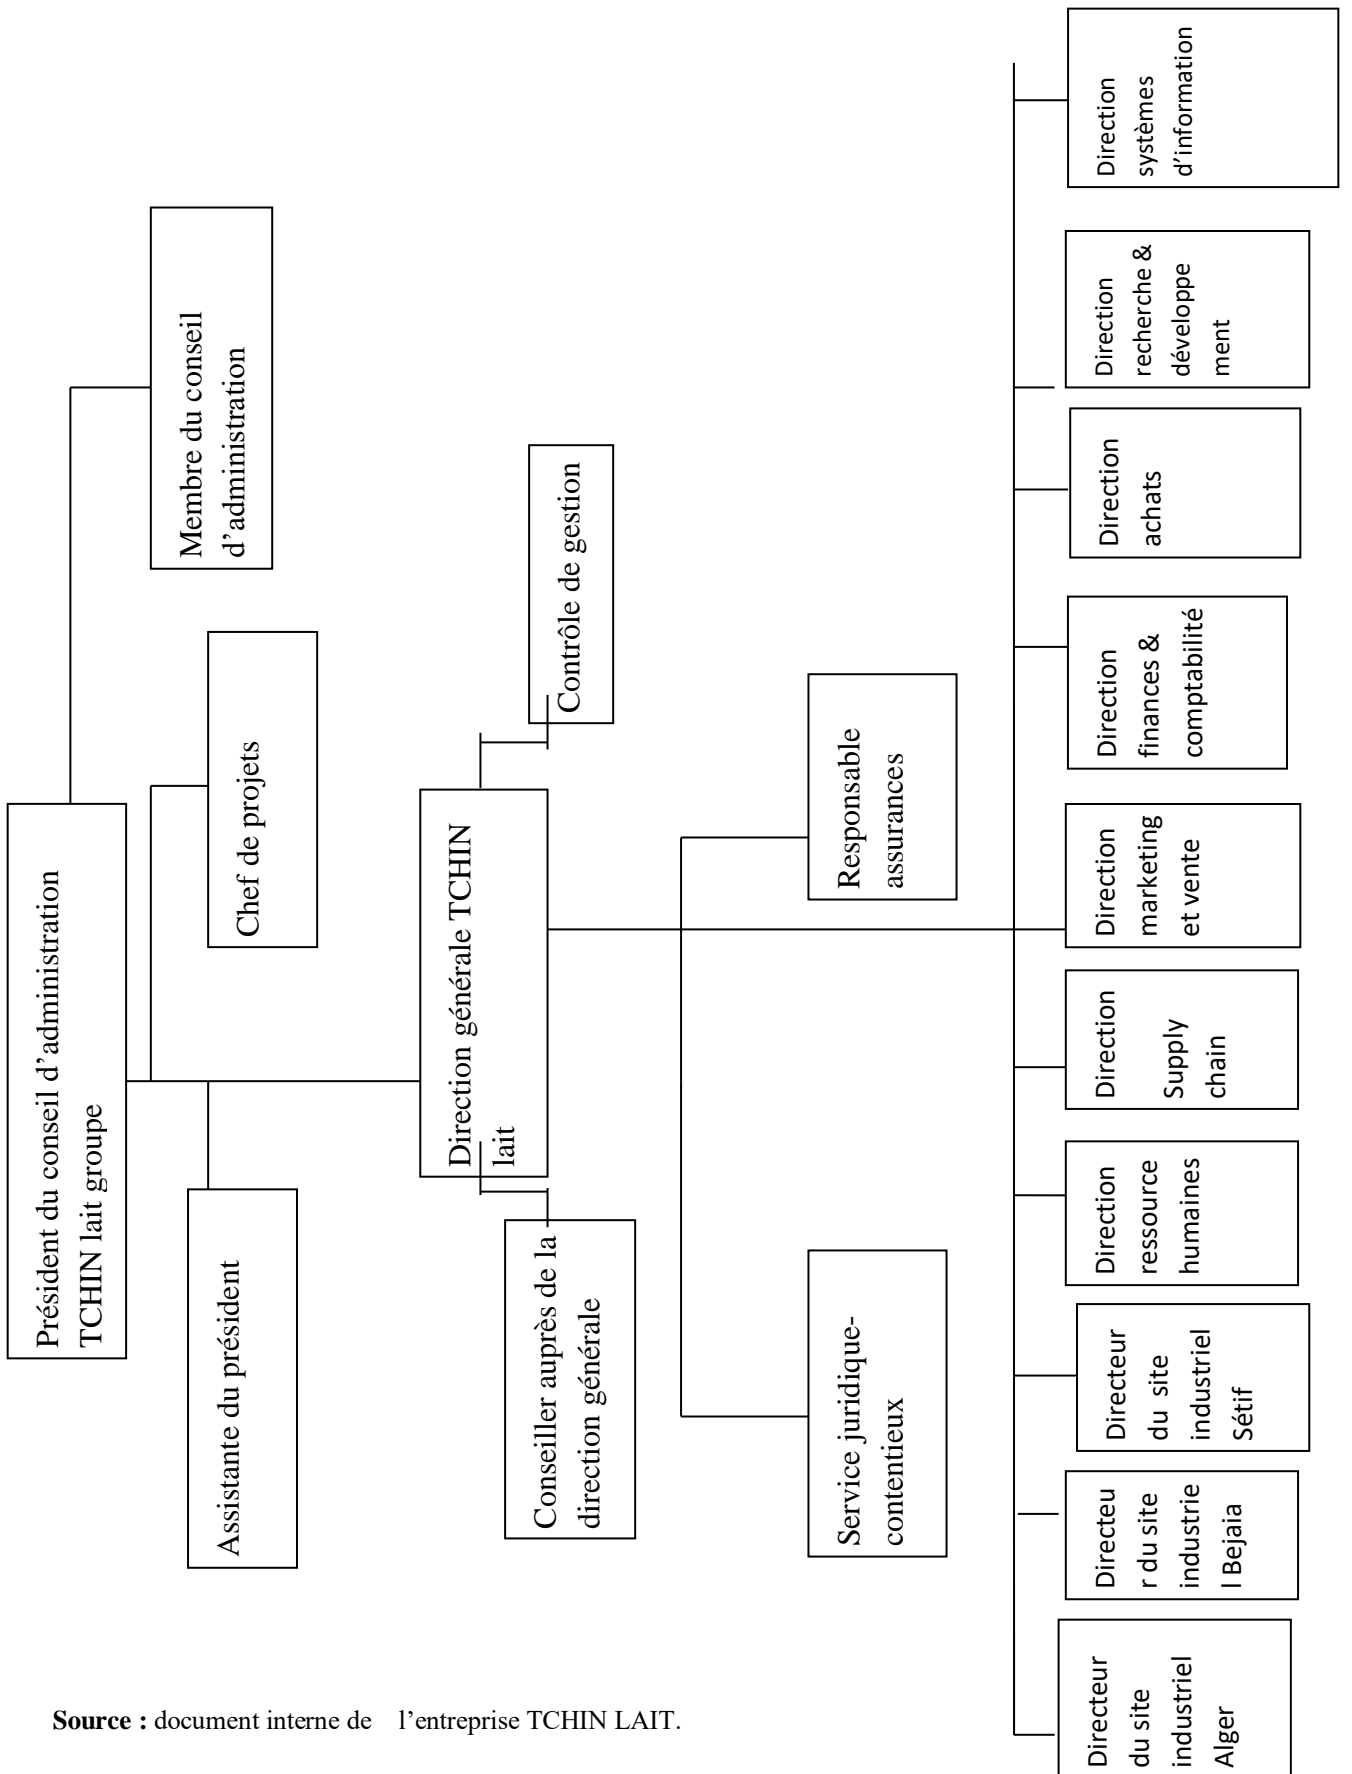 Président du conseil d'administration
TCHIN lait groupe
Membre du conseil
d'administration
Assistante du président
Chef de projets
Direction générale TCHIN
lait
Conseiller auprès de la
direction générale
Contrôle de gestion
Service juridique-
contentieux
Responsable
assurances
Directeur
du site
industriel
Alger
Directeu
r du site
industrie
l Bejaia
Directeur
du site
industriel
Sétif
Direction
ressource
humaines
Direction
Supply
chain
Direction
marketing
et vente
Direction
finances &
comptabilité
Direction
achats
Direction
recherche &
développe
ment
Direction
systèmes
d'information
Source : document interne de l'entreprise TCHIN LAIT.